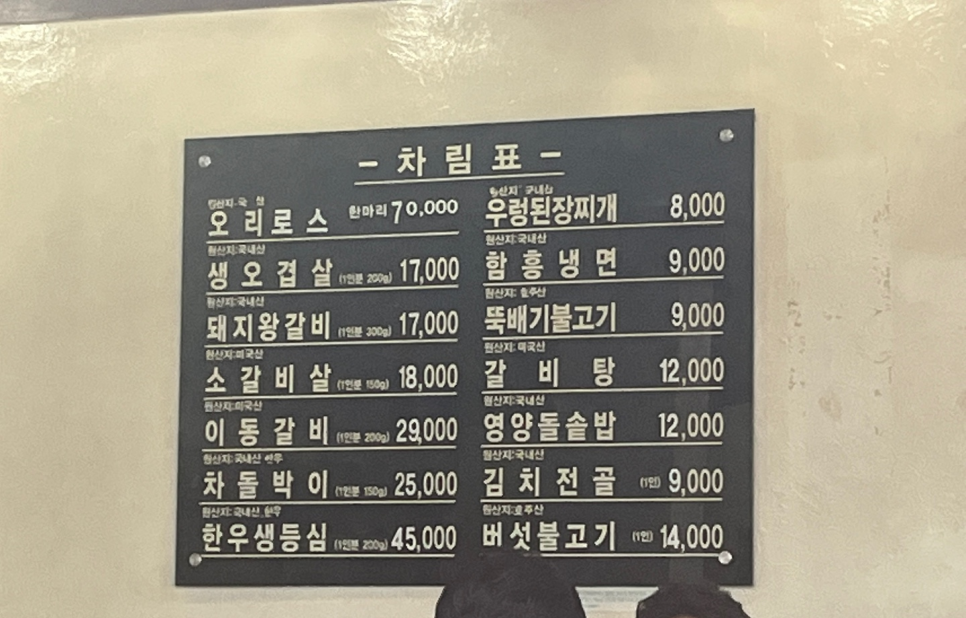 - 차림표 -
원산지:국 산
오리로스 한마리 70,000
원산지:국내산
생오겹살 (1인분 200g) 17,000
원산지:국내산
돼지왕갈비 (1인분 300g) 17,000
원산지:미국산
소갈비살 (1인분 150g) 18,000
원산지:미국산
이동갈비 (1인분 200g) 29,000
원산지:국내산 한우
차돌박이 (1인분 150g) 25,000
원산지:국내산 한우
한우생등심 (1인분 200g) 45,000
원산지: 국내산
우렁된장찌개 8,000
원산지:국내산
함흥냉면 9,000
원산지: 호주산
뚝배기불고기 9,000
원산지: 미국산
갈비탕 12,000
원산지:국내산
영양돌솥밥 12,000
원산지:국내산
김치전골 (1인) 9,000
원산지:호주산
버섯불고기 (1인) 14,000